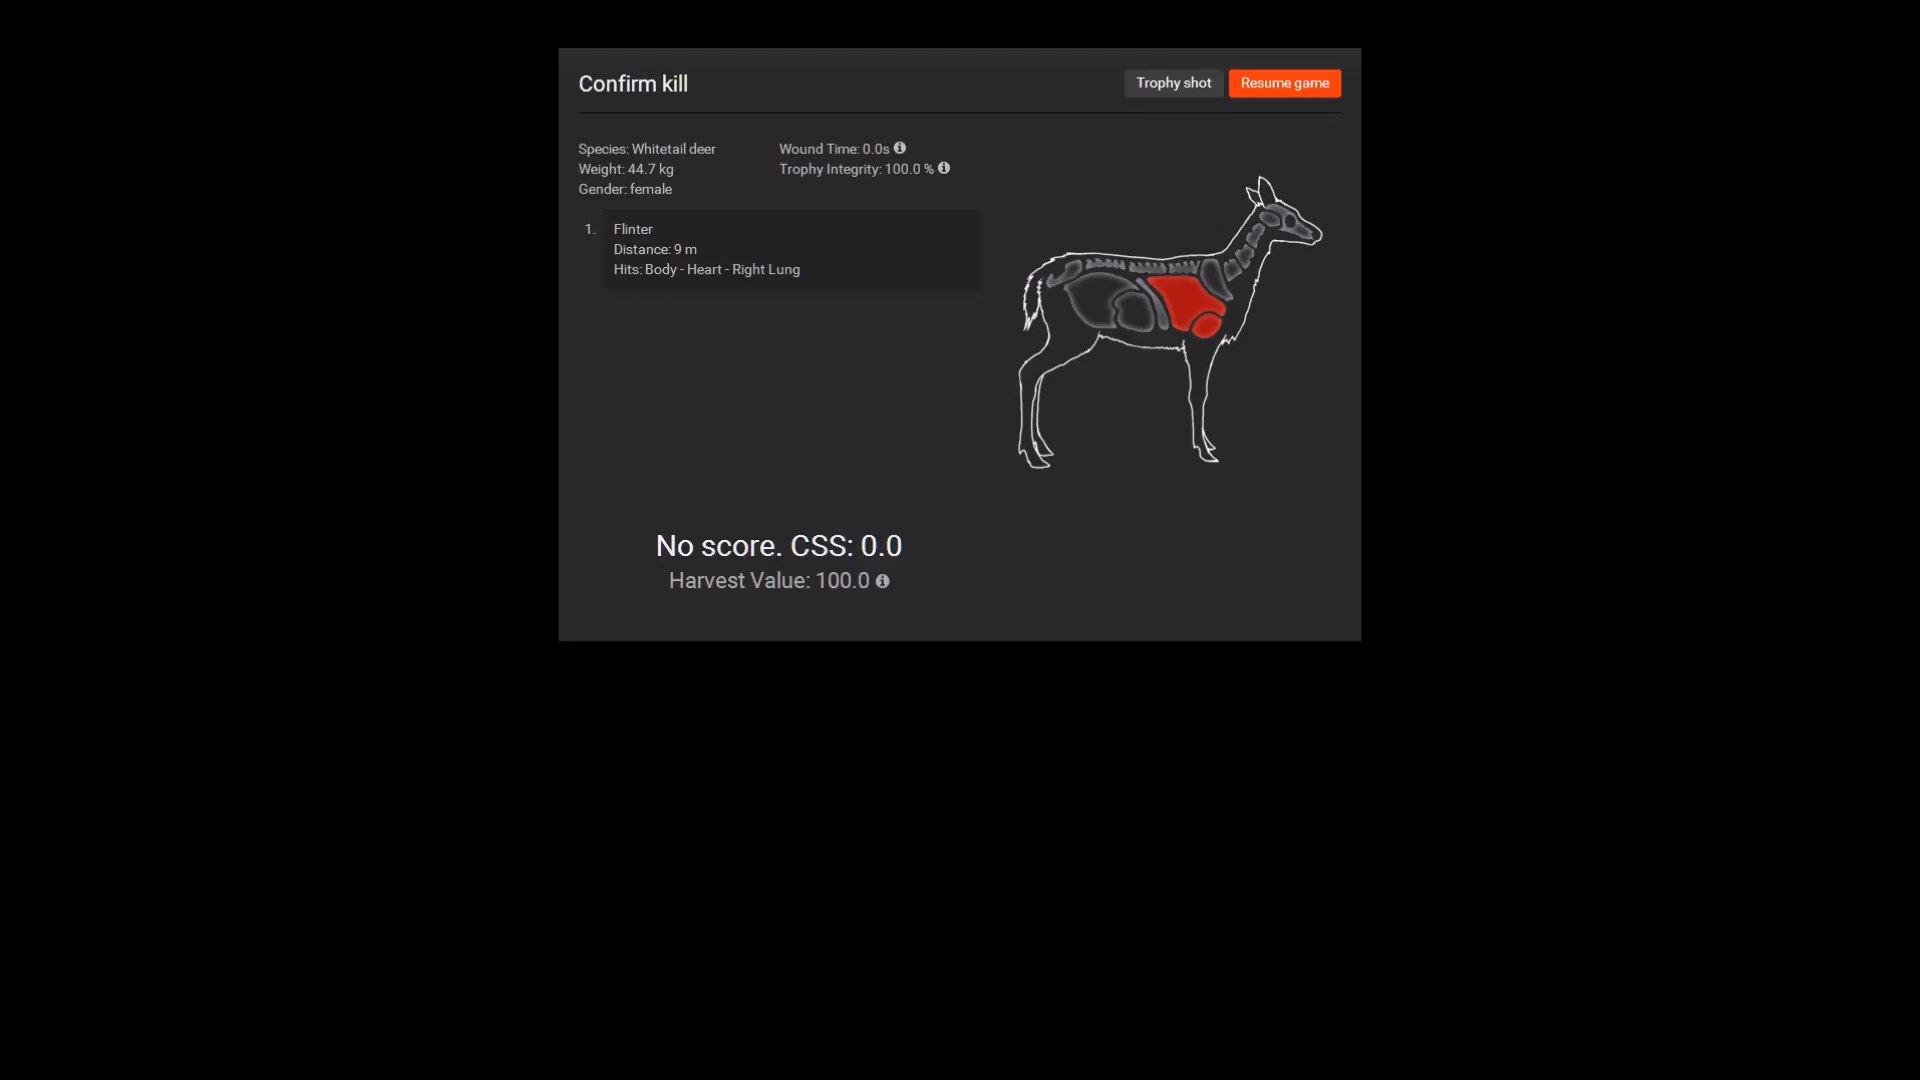 Confirm kill
Trophy shot
Resume game
Species: Whitetail deer
Weight: 44.7 kg
Gender: female
Wound Time: 0.0s
Trophy Integrity: 100.0 %
1. Flinter
Distance: 9 m
Hits: Body - Heart - Right Lung
No score. CSS: 0.0
Harvest Value: 100.0